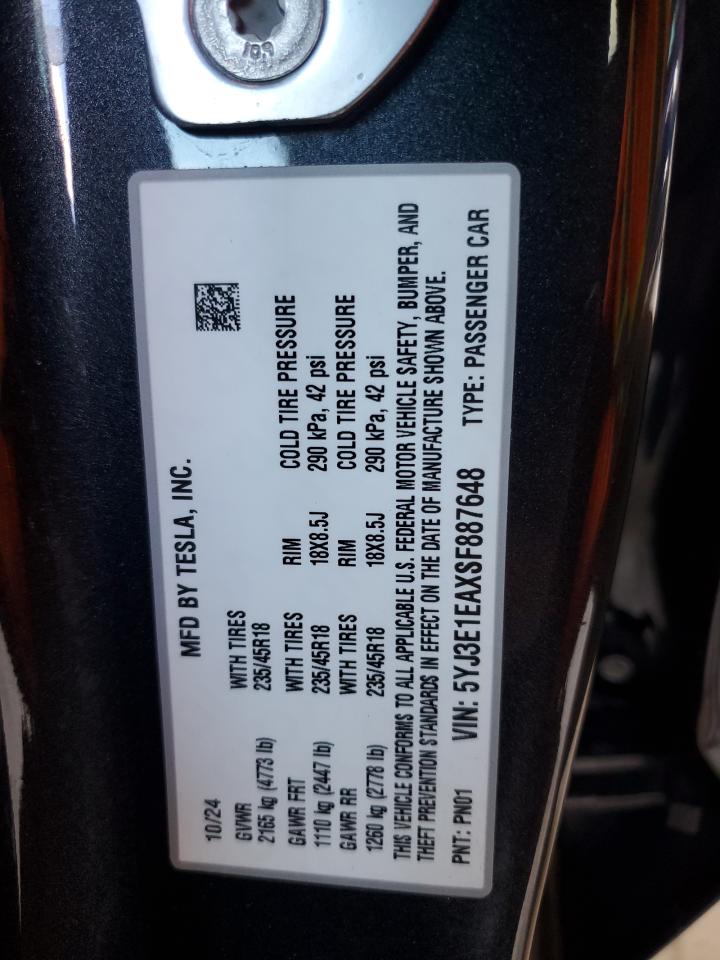 109
MFD BY TESLA, INC.
10/24
GVWR WITH TIRES
2165 kg (4773 lb) 235/45R18
GAWR FRT WITH TIRES RIM COLD TIRE PRESSURE
1110 kg (2447 lb) 235/45R18 18X8.5J 290 kPa, 42 psi
GAWR RR WITH TIRES RIM COLD TIRE PRESSURE
1260 kg (2778 lb) 235/45R18 18X8.5J 290 kPa, 42 psi
THIS VEHICLE CONFORMS TO ALL APPLICABLE U.S. FEDERAL MOTOR VEHICLE SAFETY, BUMPER, AND
THEFT PREVENTION STANDARDS IN EFFECT ON THE DATE OF MANUFACTURE SHOWN ABOVE.
PNT: PN01 VIN: 5YJ3E1EAXSF887648 TYPE: PASSENGER CAR